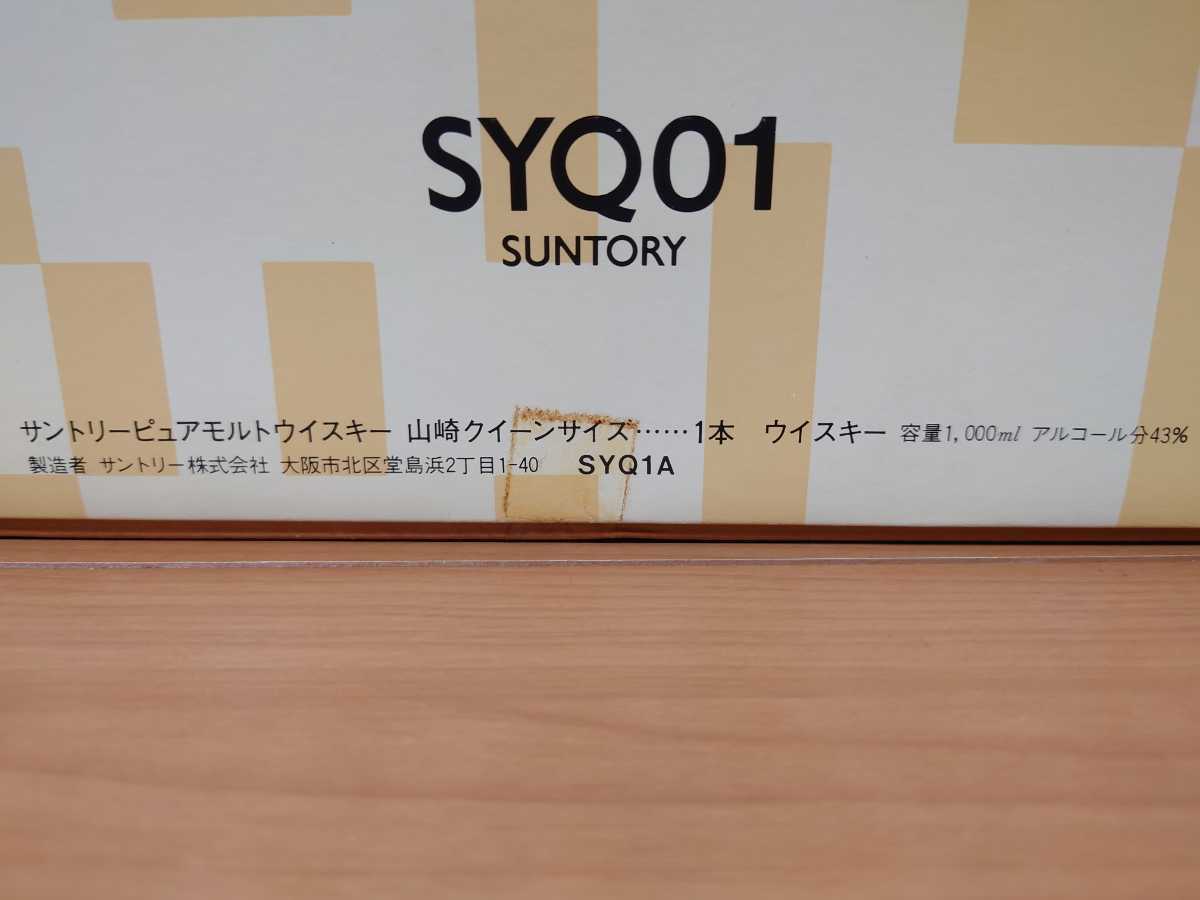 SYQ01
SUNTORY
サントリーピュアモルトウイスキー 山崎クイーンサイズ……1本 ウイスキー 容量1,000ml アルコール分43%
製造者 サントリー株式会社 大阪市北区堂島浜2丁目1-40 SYQ1A